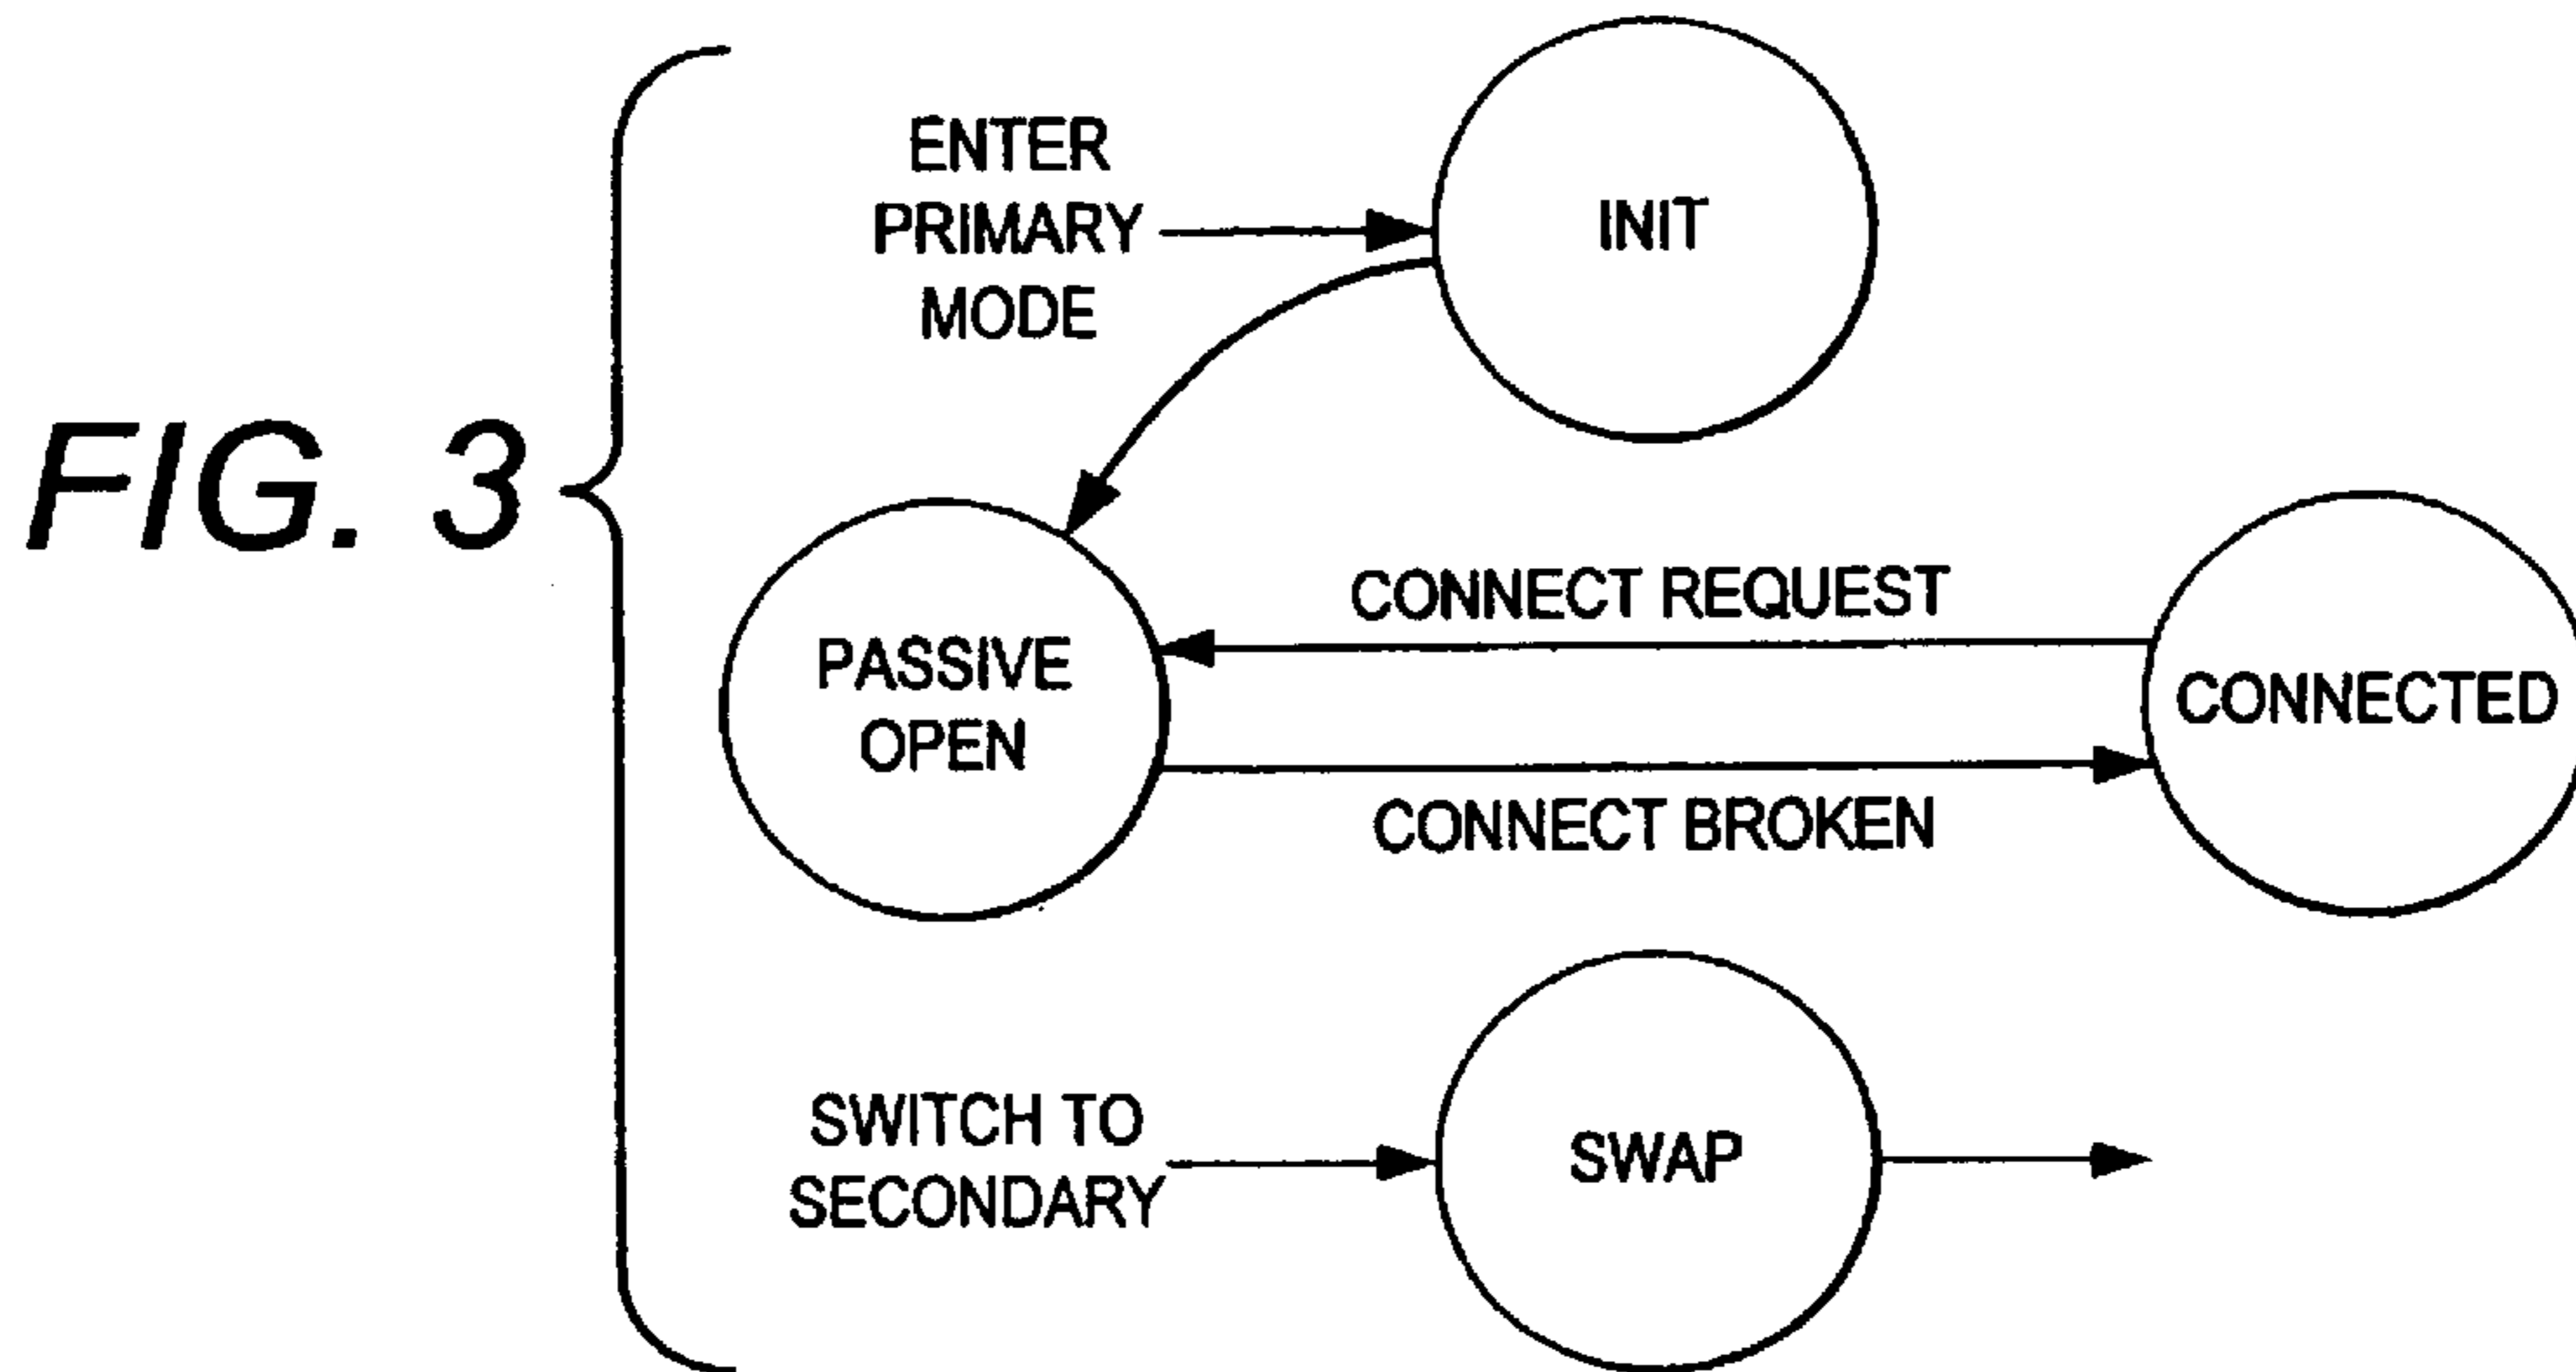 FIG. 3
ENTER
PRIMARY
MODE
INIT
PASSIVE
OPEN
CONNECT REQUEST
CONNECT BROKEN
CONNECTED
SWITCH TO
SECONDARY
SWAP